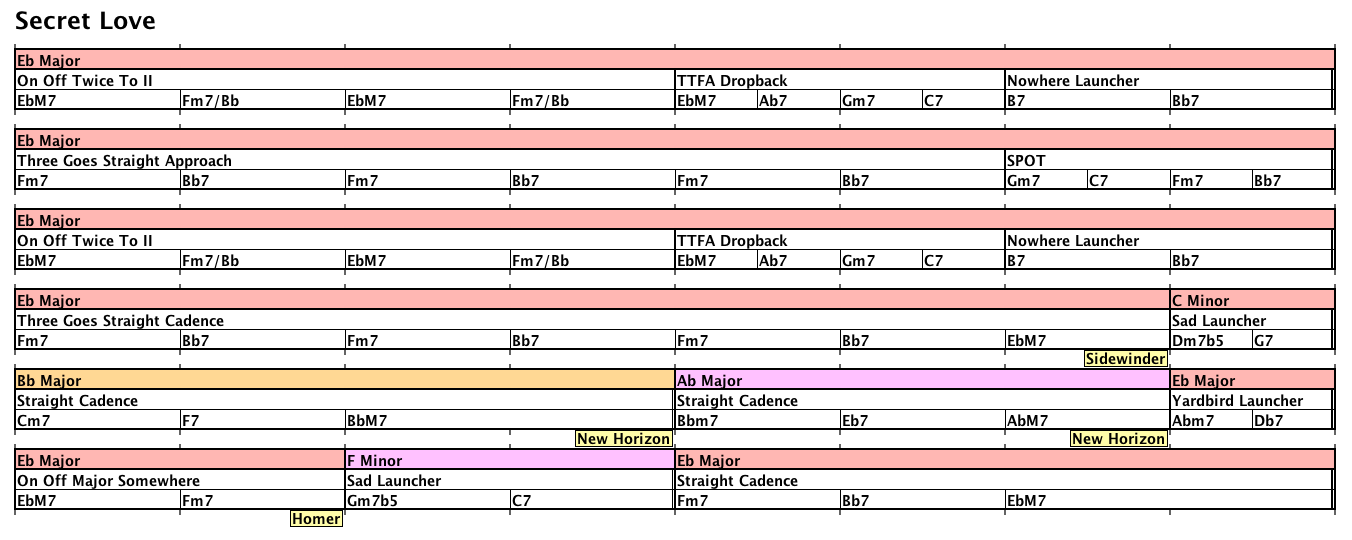 Secret Love
Eb Major
On Off Twice To II TTFA Dropback Nowhere Launcher
EbM7 Fm7/Bb EbM7 Fm7/Bb EbM7 Ab7 Gm7 C7 B7 Bb7
Eb Major
Three Goes Straight Approach SPOT
Fm7 Bb7 Fm7 Bb7 Fm7 Bb7 Gm7 C7 Fm7 Bb7
Eb Major
On Off Twice To II TTFA Dropback Nowhere Launcher
EbM7 Fm7/Bb EbM7 Fm7/Bb EbM7 Ab7 Gm7 C7 B7 Bb7
Eb Major C Minor
Three Goes Straight Cadence Sad Launcher
Fm7 Bb7 Fm7 Bb7 Fm7 Bb7 EbM7 Dm7b5 G7
Sidewinder
Bb Major Ab Major Eb Major
Straight Cadence Straight Cadence Yardbird Launcher
Cm7 F7 BbM7 Bbm7 Eb7 AbM7 Abm7 Db7
New Horizon New Horizon
Eb Major F Minor Eb Major
On Off Major Somewhere Sad Launcher Straight Cadence
EbM7 Fm7 Gm7b5 C7 Fm7 Bb7 EbM7
Homer